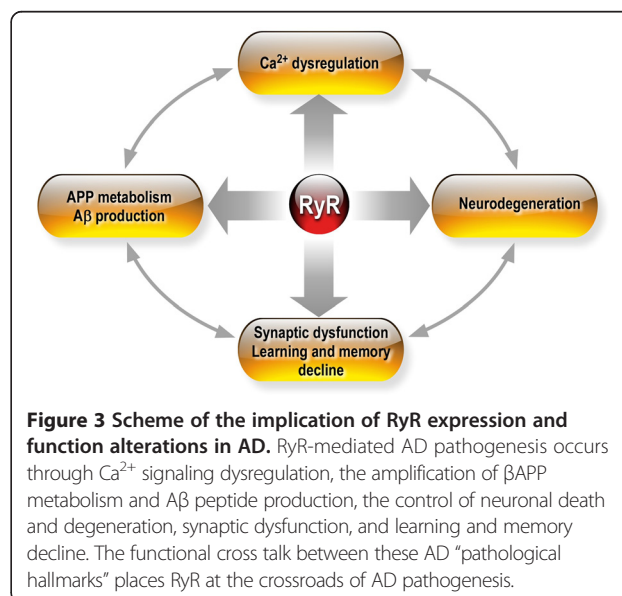 Ca²⁺ dysregulation
APP metabolism
Aβ production
RyR
Neurodegeneration
Synaptic dysfunction
Learning and memory
decline
Figure 3 Scheme of the implication of RyR expression and
function alterations in AD. RyR-mediated AD pathogenesis occurs
through Ca²⁺ signaling dysregulation, the amplification of βAPP
metabolism and Aβ peptide production, the control of neuronal death
and degeneration, synaptic dysfunction, and learning and memory
decline. The functional cross talk between these AD “pathological
hallmarks” places RyR at the crossroads of AD pathogenesis.